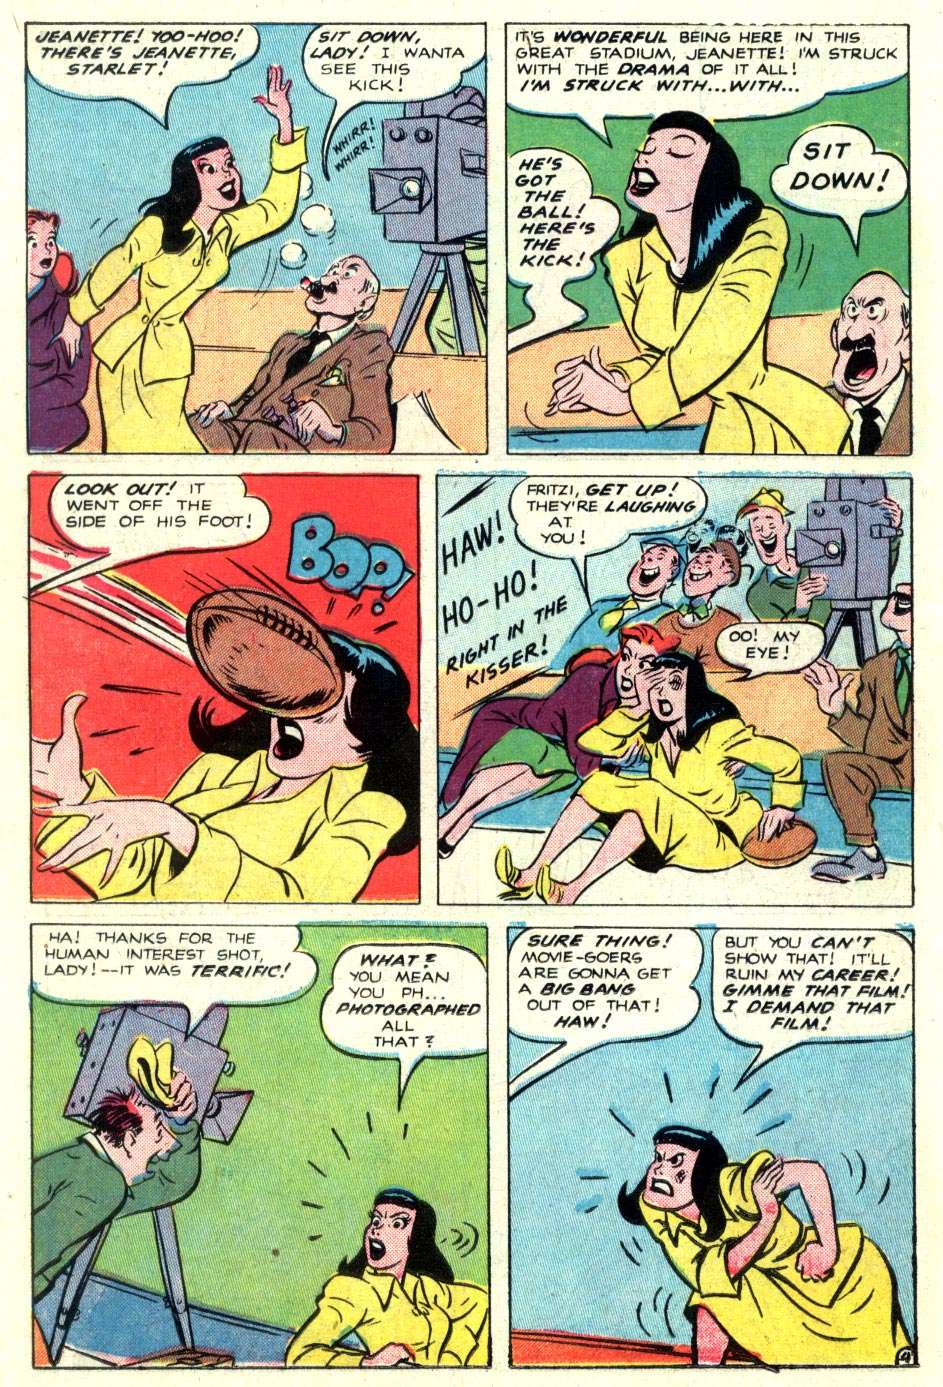 JEANETTE! YOO-HOO!
THERE'S JEANETTE,
STARLET!
SIT DOWN,
LADY! I WANTA
SEE THIS
KICK!
WHIRR!
WHIRR!
IT'S WONDERFUL BEING HERE IN THIS
GREAT STADIUM, JEANETTE! I'M STRUCK
WITH THE DRAMA OF IT ALL!
I'M STRUCK WITH...WITH...
HE'S
GOT
THE
BALL!
HERE'S
THE
KICK!
SIT
DOWN!
LOOK OUT! IT
WENT OFF THE
SIDE OF HIS FOOT!
BOP!
HAW!
HO-HO!
RIGHT IN THE
KISSER!
FRITZI, GET UP!
THEY'RE LAUGHING
AT
YOU!
OO! MY
EYE!
HA! THANKS FOR THE
HUMAN INTEREST SHOT,
LADY!--IT WAS TERRIFIC!
WHAT?
YOU MEAN
YOU PH...
PHOTOGRAPHED
ALL
THAT?
SURE THING!
MOVIE-GOERS
ARE GONNA GET
A BIG BANG
OUT OF THAT!
HAW!
BUT YOU CAN'T
SHOW THAT! IT'LL
RUIN MY CAREER!
GIMME THAT FILM!
I DEMAND THAT
FILM!
4